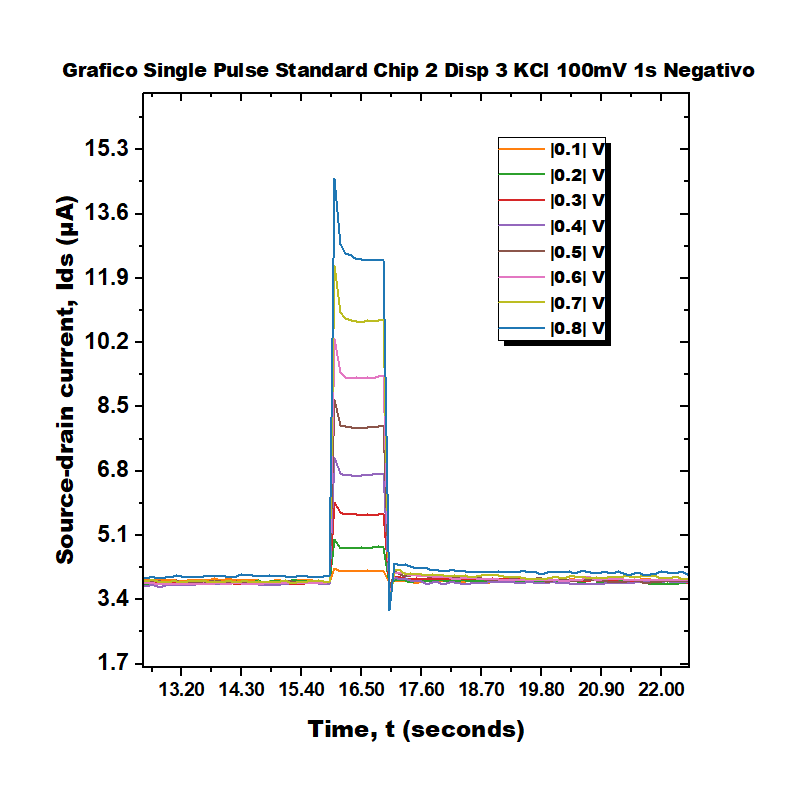 Grafico Single Pulse Standard Chip 2 Disp 3 KCl 100mV 1s Negativo
Source-drain current, Ids (µA)
15.3
13.6
11.9
10.2
8.5
6.8
5.1
3.4
1.7
|0.1| V
|0.2| V
|0.3| V
|0.4| V
|0.5| V
|0.6| V
|0.7| V
|0.8| V
13.20 14.30 15.40 16.50 17.60 18.70 19.80 20.90 22.00
Time, t (seconds)